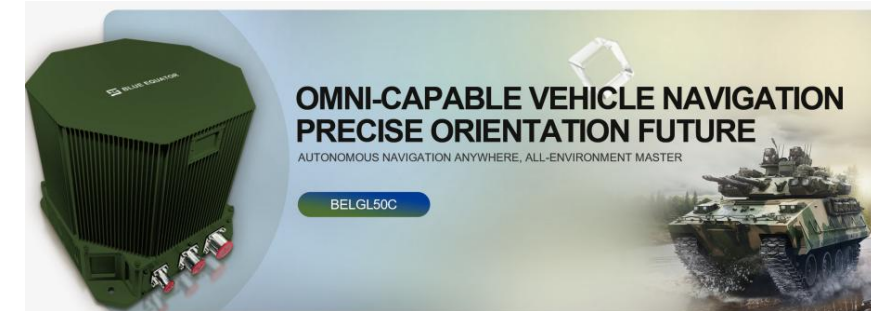 BLUE EQUATOR
OMNI-CAPABLE VEHICLE NAVIGATION
PRECISE ORIENTATION FUTURE
AUTONOMOUS NAVIGATION ANYWHERE, ALL-ENVIRONMENT MASTER
BELGL50C